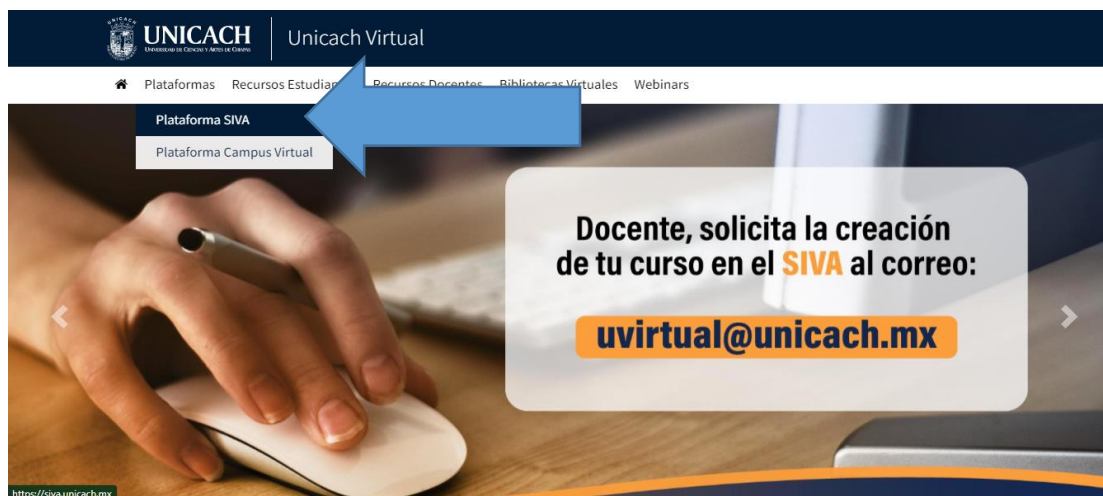 UNICACH
UNIVERSIDAD DE CIENCIAS Y ARTES DE CHIAPAS
Unicach Virtual
Plataformas Recursos Estudian Recursos Docentes Bibliotecas Virtuales Webinars
Plataforma SIVA
Plataforma Campus Virtual
Docente, solicita la creación
de tu curso en el SIVA al correo:
uvirtual@unicach.mx
https://siva.unicach.mx